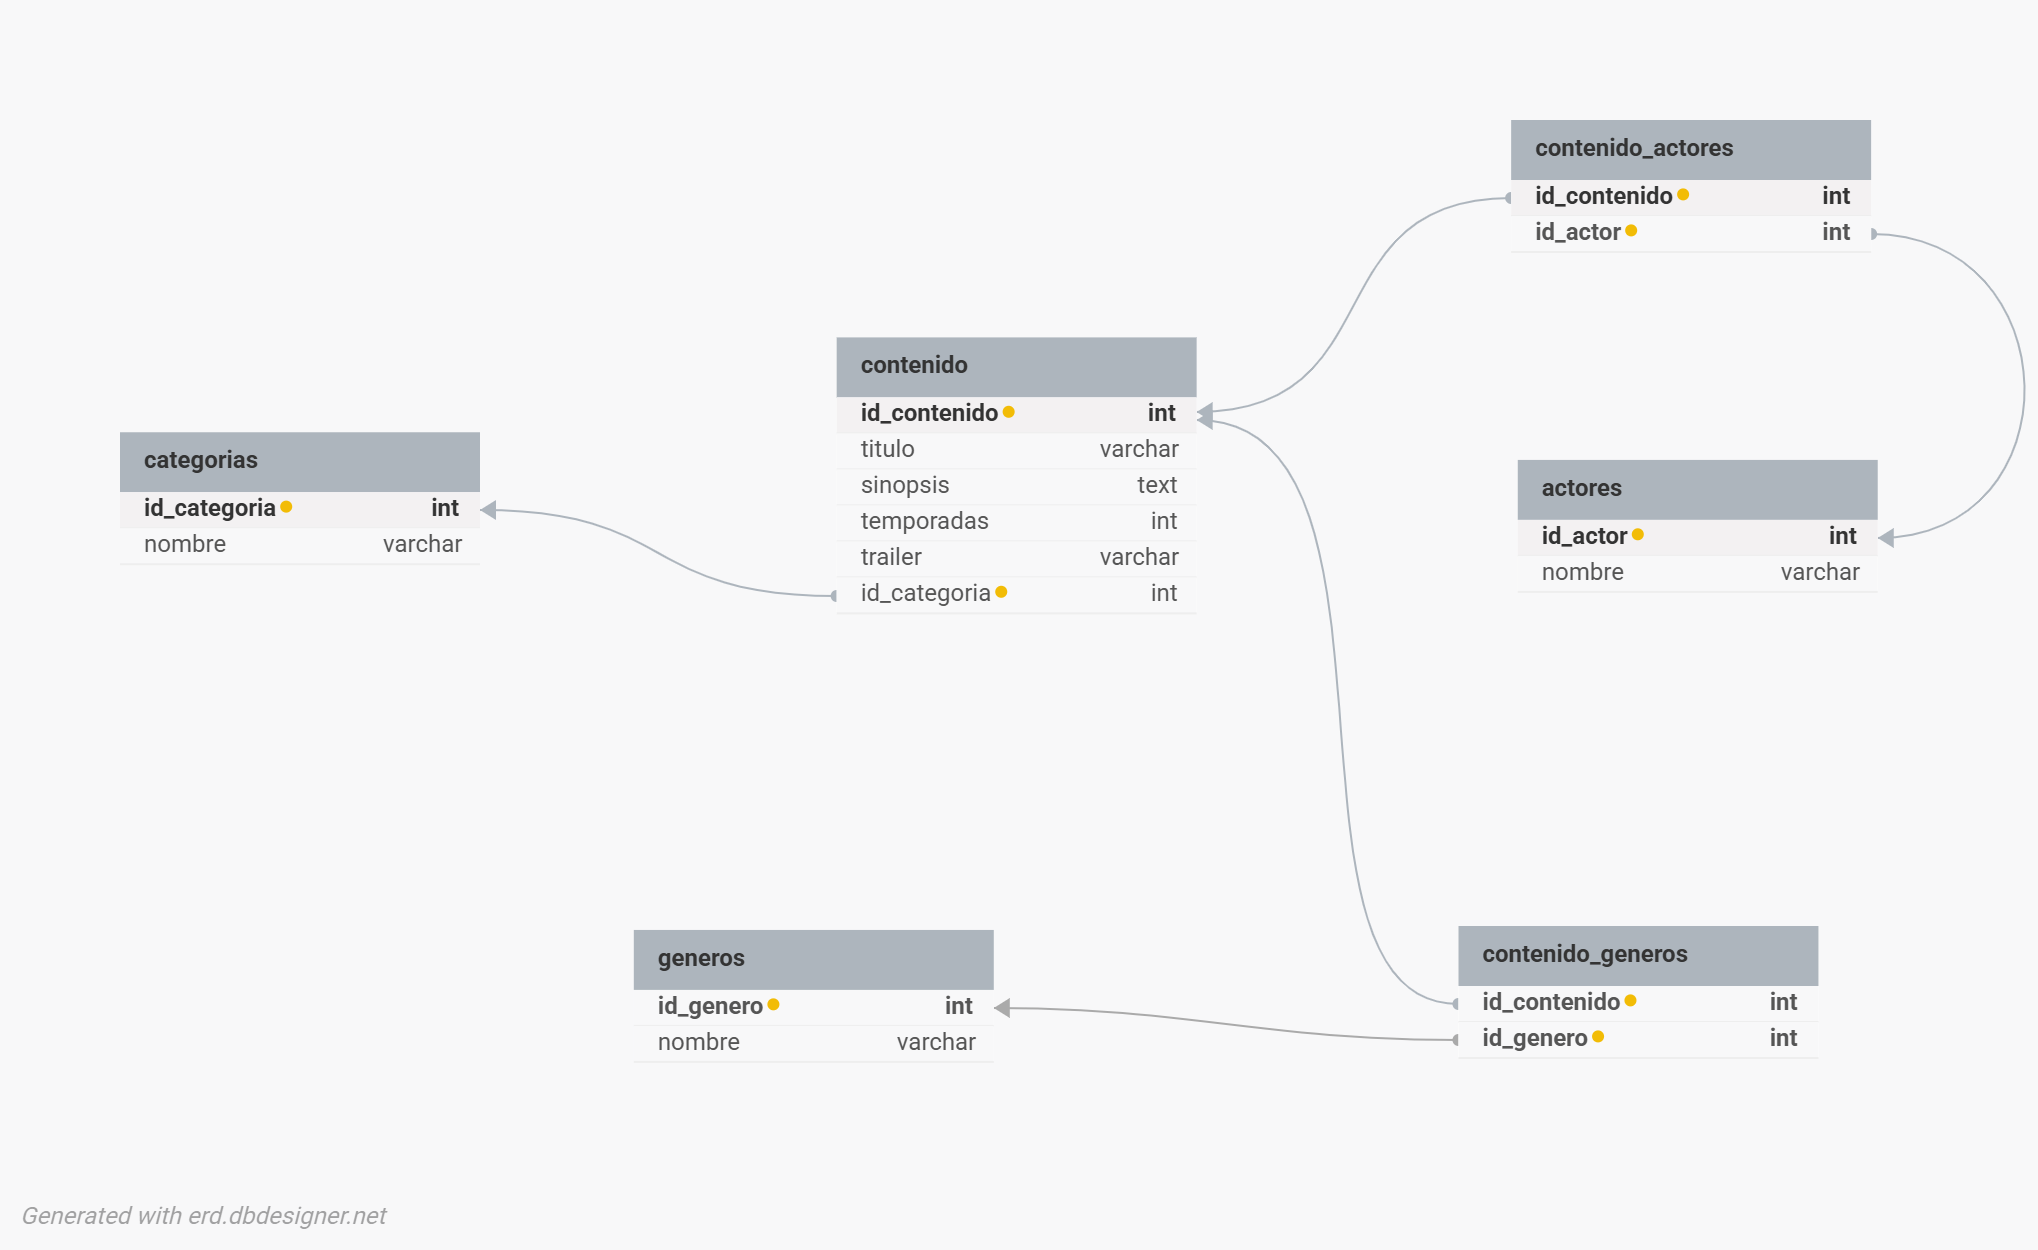 contenido_actores
id_contenido int
id_actor int
contenido
id_contenido int
titulo varchar
sinopsis text
temporadas int
trailer varchar
id_categoria int
categorias
id_categoria int
nombre varchar
actores
id_actor int
nombre varchar
generos
id_genero int
nombre varchar
contenido_generos
id_contenido int
id_genero int
Generated with erd.dbdesigner.net